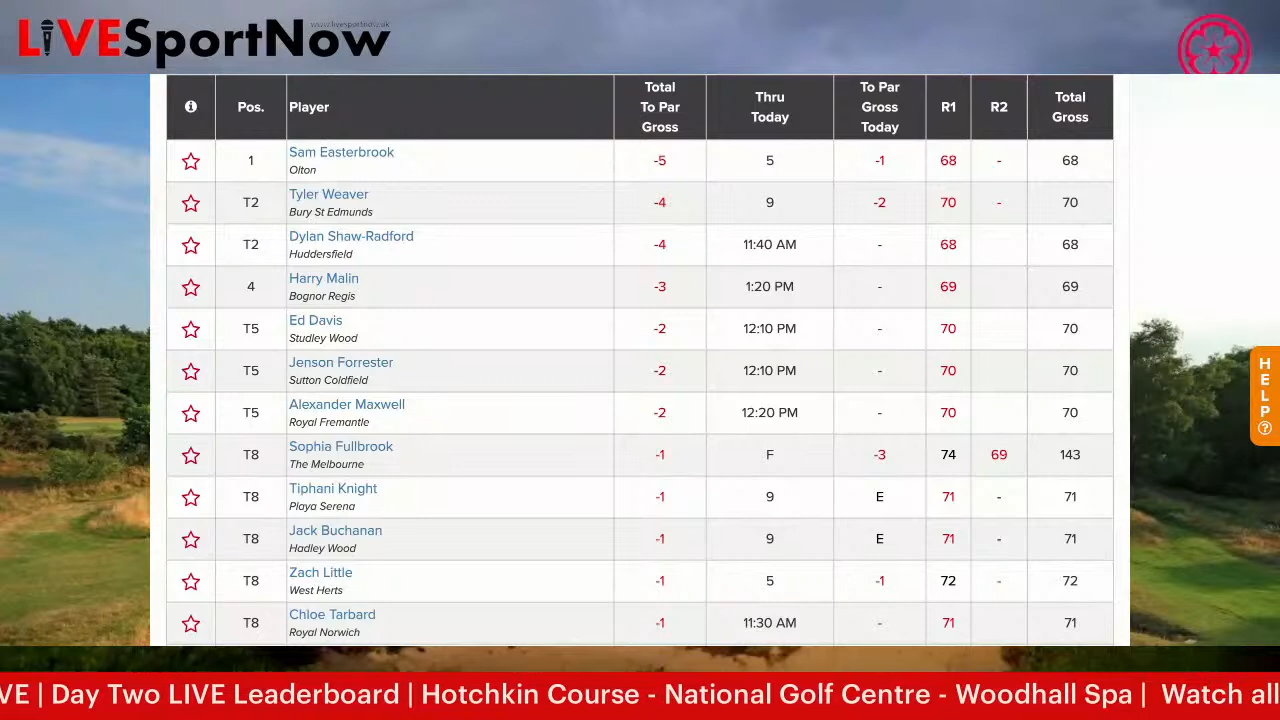 LiVESportNow
www.livesportnow.uk
Pos. Player Total To Par Gross Thru Today To Par Gross Today R1 R2 Total Gross
1 Sam Easterbrook -5 5 -1 68 - 68
Olton
T2 Tyler Weaver -4 9 -2 70 - 70
Bury St Edmunds
T2 Dylan Shaw-Radford -4 11:40 AM - 68 68
Huddersfield
4 Harry Malin -3 1:20 PM - 69 69
Bognor Regis
T5 Ed Davis -2 12:10 PM - 70 70
Studley Wood
T5 Jenson Forrester -2 12:10 PM - 70 70
Sutton Coldfield
T5 Alexander Maxwell -2 12:20 PM - 70 70
Royal Fremantle
T8 Sophia Fullbrook -1 F -3 74 69 143
The Melbourne
T8 Tiphani Knight -1 9 E 71 - 71
Playa Serena
T8 Jack Buchanan -1 9 E 71 - 71
Hadley Wood
T8 Zach Little -1 5 -1 72 - 72
West Herts
T8 Chloe Tarbard -1 11:30 AM - 71 71
Royal Norwich
HELP?
VE | Day Two LIVE Leaderboard | Hotchkin Course - National Golf Centre - Woodhall Spa | Watch all